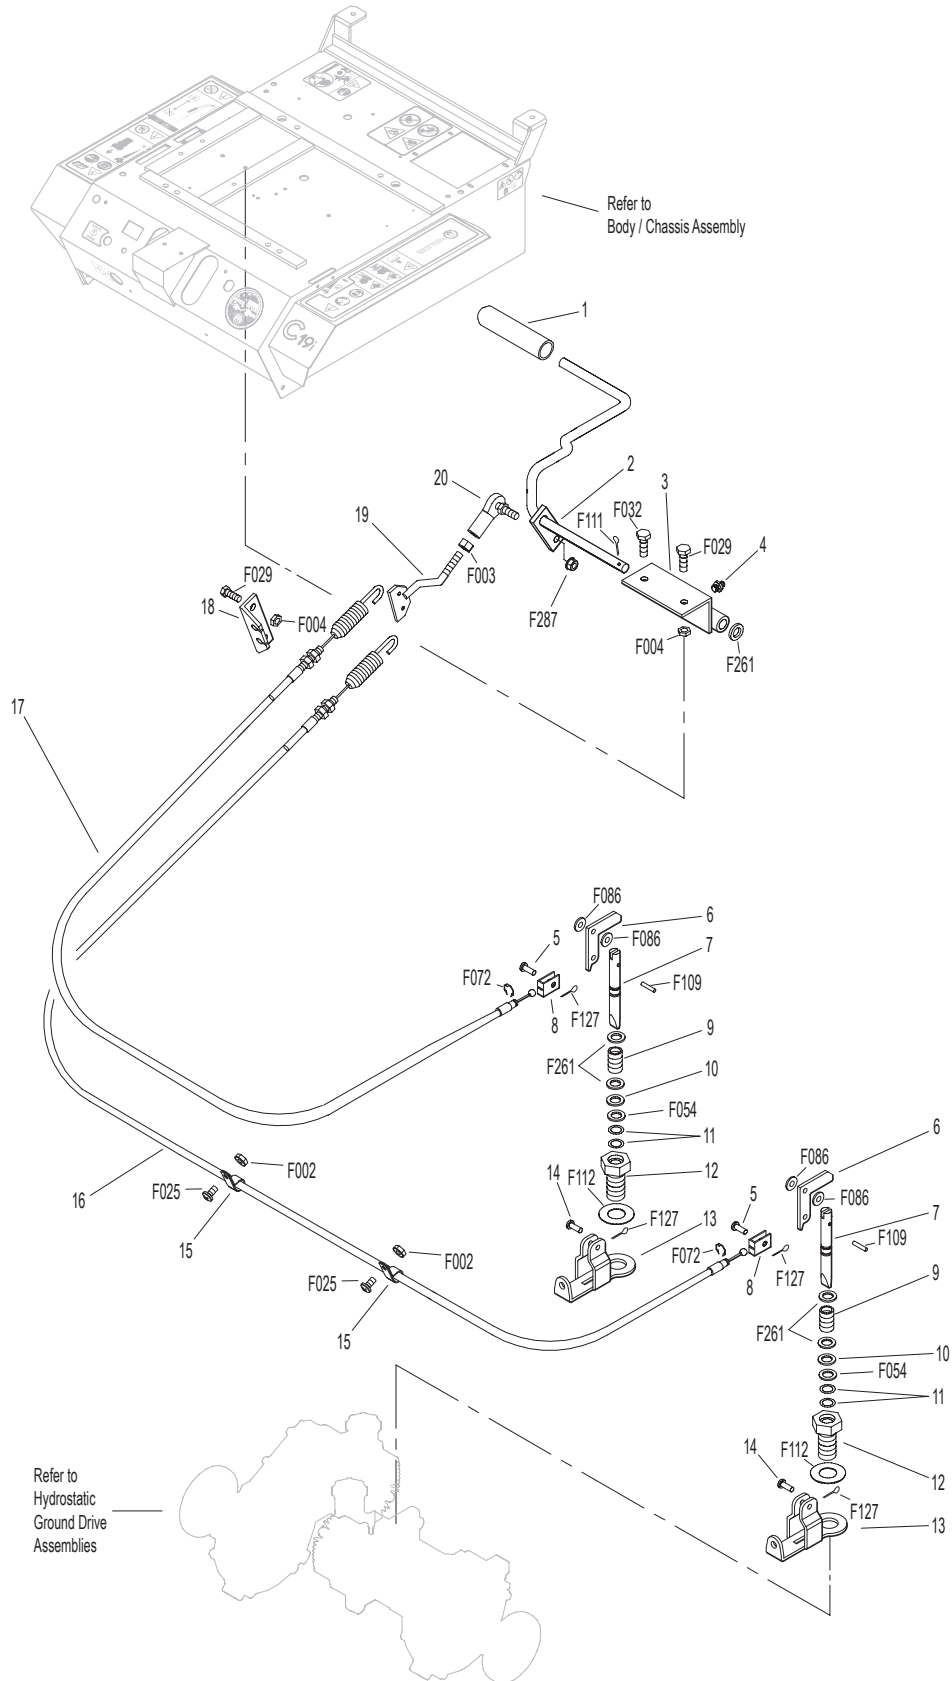 C19i
Refer to
Body / Chassis Assembly
1
2
3
20
F032
19
F111
F029
4
F003
F029
18
F004
F287
F004
F261
17
F086
6
5
F086
7
F072
F109
8
F127
9
F261
10
F054
11
6
F002
F086
14
F112
12
16
F025
5
F086
7
F127
13
15
F072
F109
F002
8
F127
9
F025
F261
15
10
F054
11
14
F112
12
Refer to
Hydrostatic
Ground Drive
Assemblies
F127
13